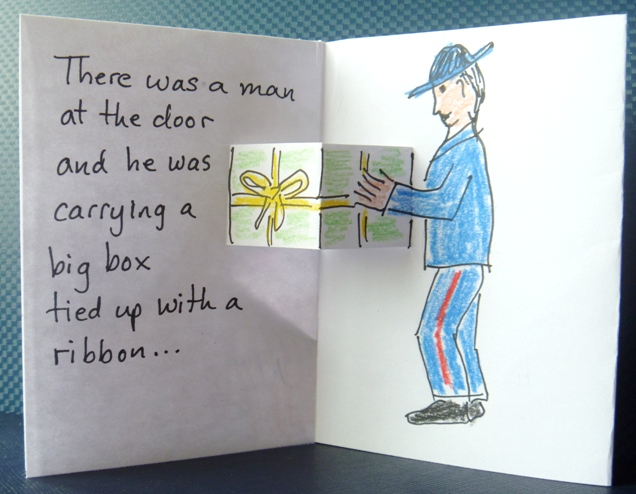 There was a man
at the door
and he was
carrying a
big box
tied up with a
ribbon...